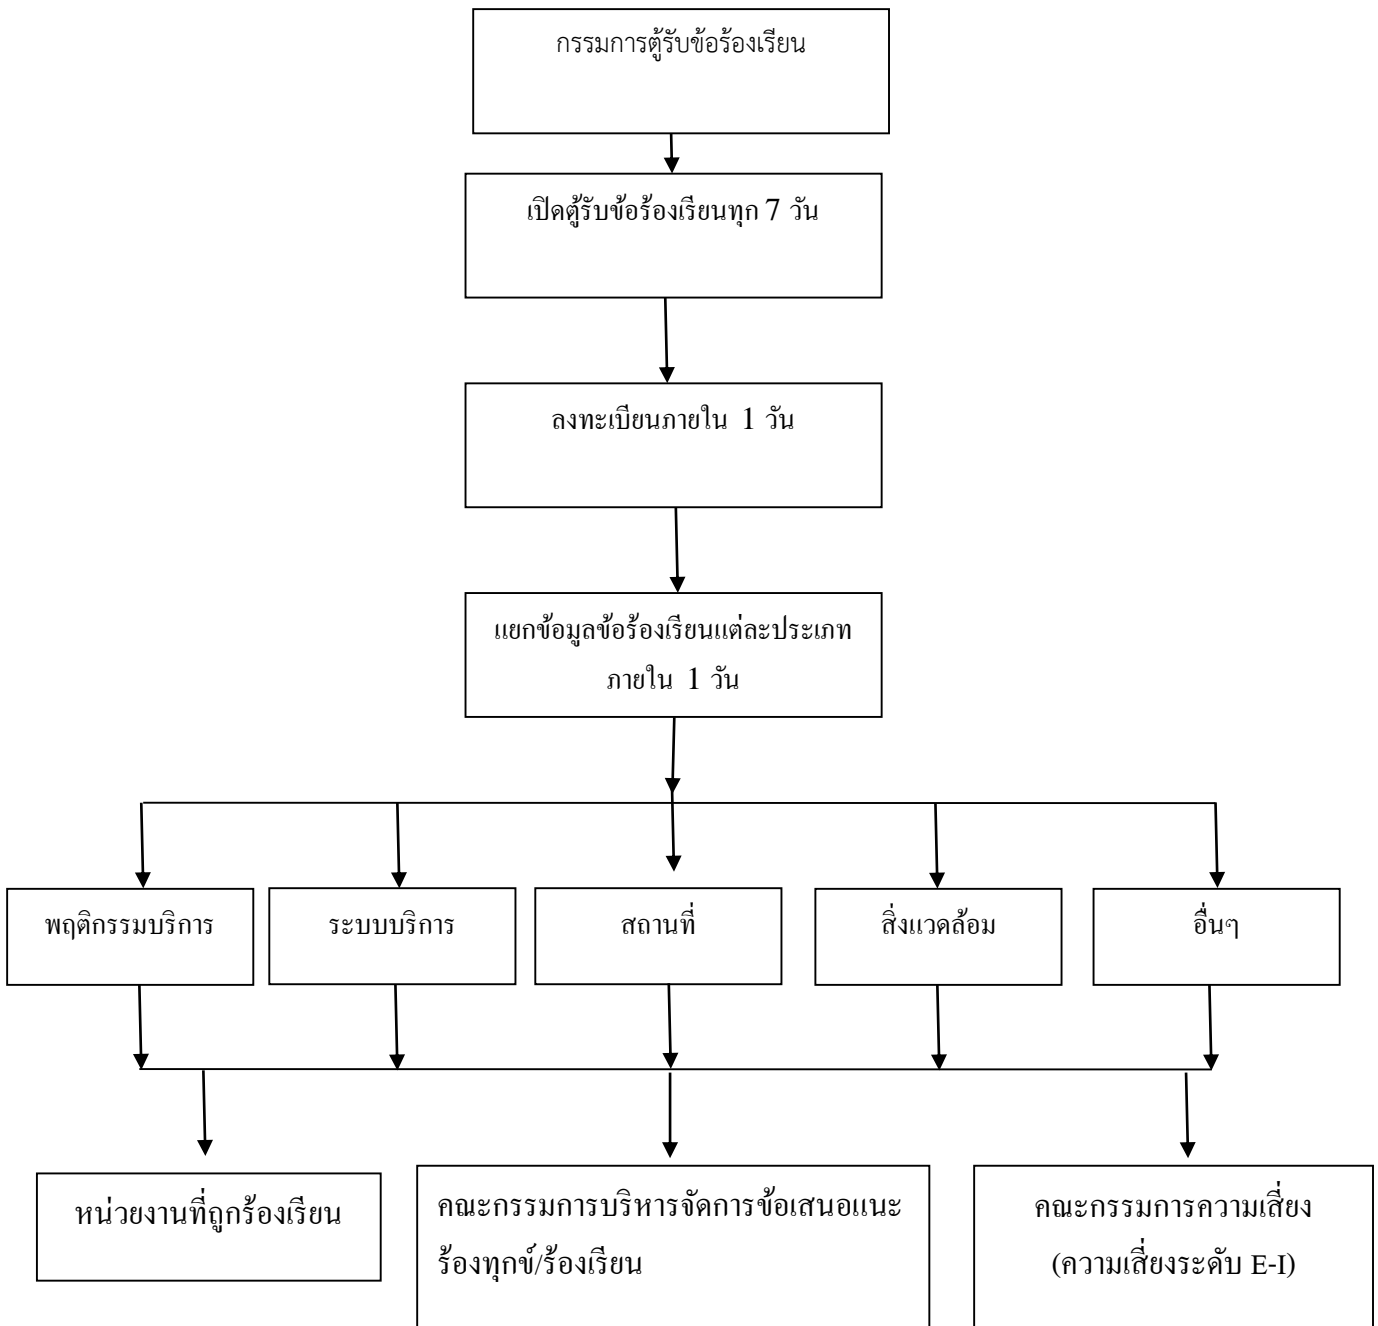 กรรมการตู้รับข้อร้องเรียน
เปิดตู้รับข้อร้องเรียนทุก 7 วัน
ลงทะเบียนภายใน 1 วัน
แยกข้อมูลข้อร้องเรียนแต่ละประเภท
ภายใน 1 วัน
พฤติกรรมบริการ
ระบบบริการ
สถานที่
สิ่งแวดล้อม
อื่นๆ
หน่วยงานที่ถูกร้องเรียน
คณะกรรมการบริหารจัดการข้อเสนอแนะ
ร้องทุกข์/ร้องเรียน
คณะกรรมการความเสี่ยง
(ความเสี่ยงระดับ E-I)